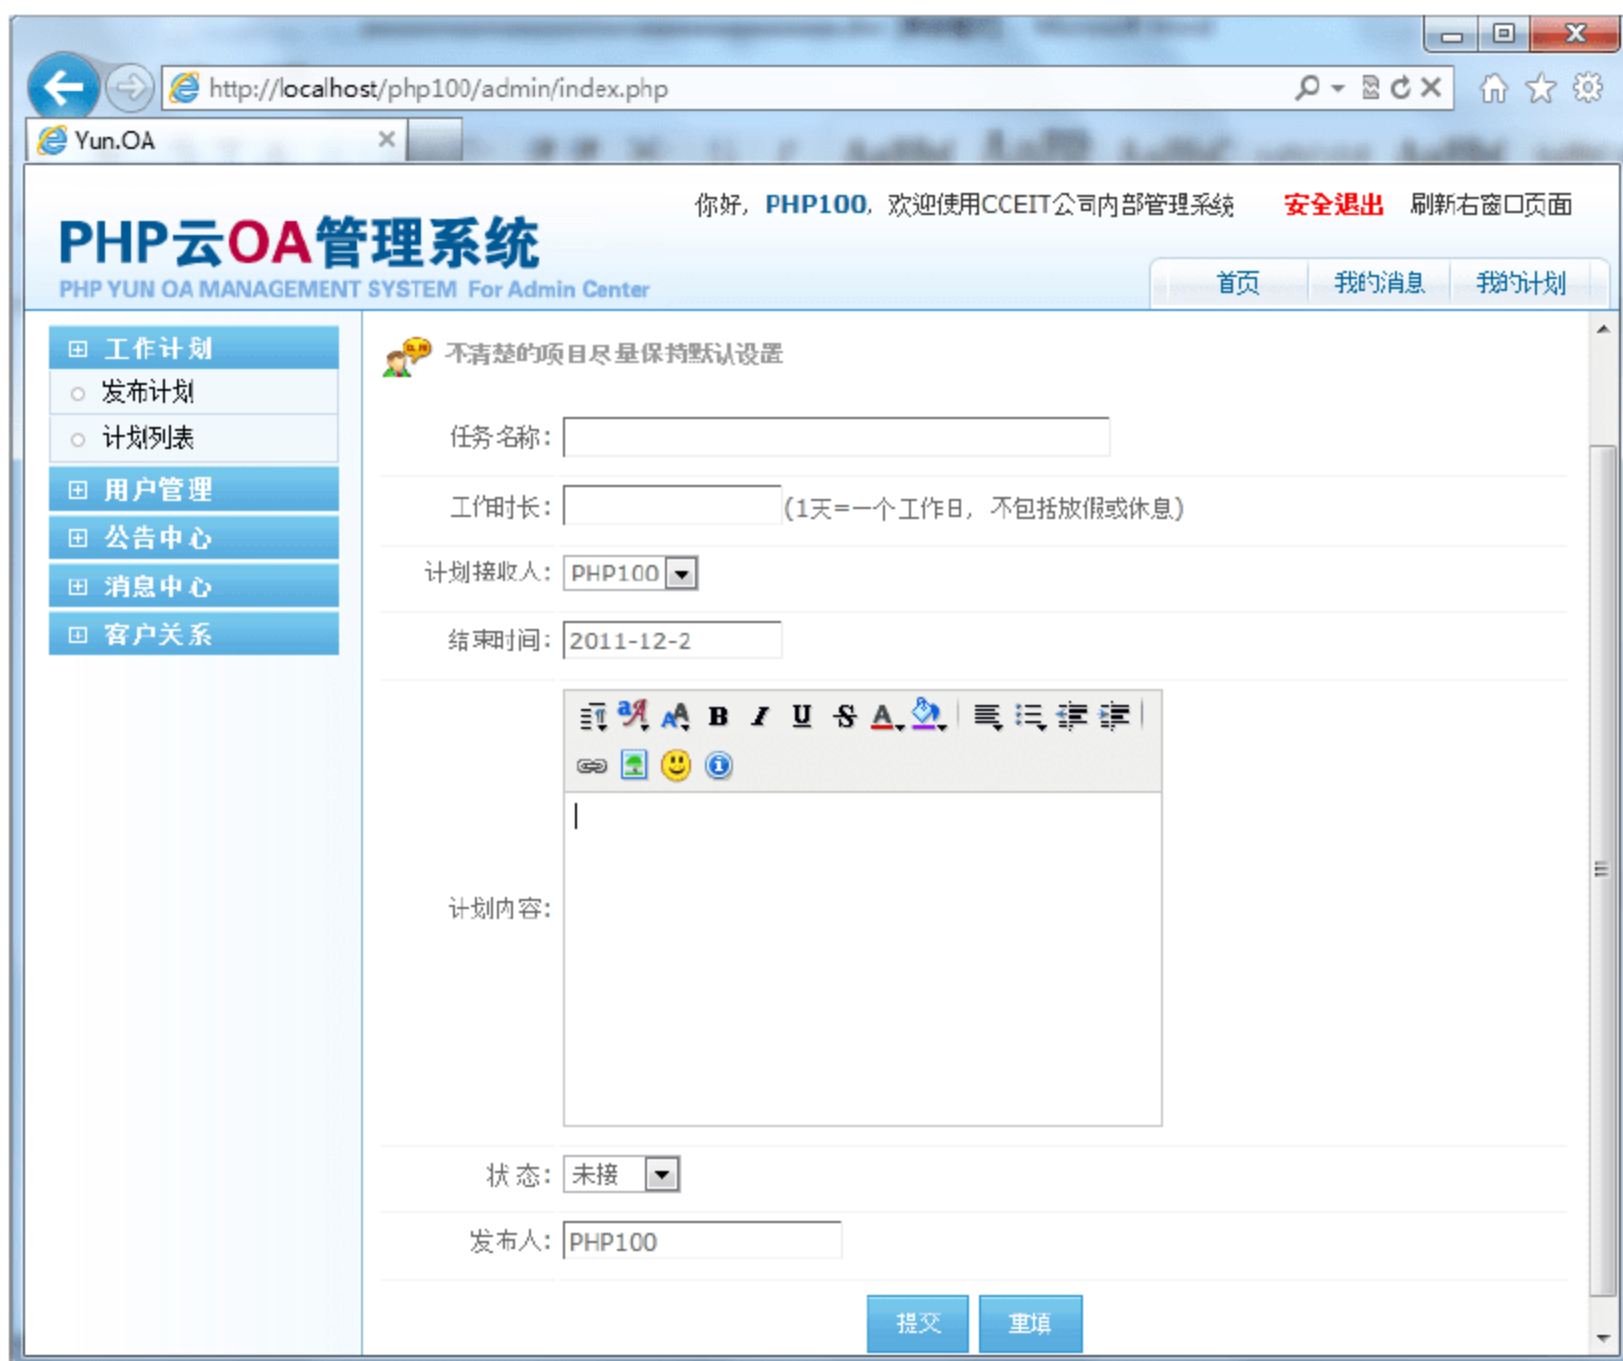 http://localhost/php100/admin/index.php
Yun.OA
你好，PHP100，欢迎使用CCEIT公司内部管理系统 安全退出 刷新右窗口页面
PHP云OA管理系统
PHP YUN OA MANAGEMENT SYSTEM For Admin Center
首页 我的消息 我的计划
工作计划
发布计划
计划列表
用户管理
公告中心
消息中心
客户关系
不清楚的项目尽量保持默认设置
任务名称：
工作时长： (1天=一个工作日，不包括放假或休息)
计划接收人： PHP100
结束时间： 2011-12-2
计划内容：
状态： 未接
发布人： PHP100
提交 重填